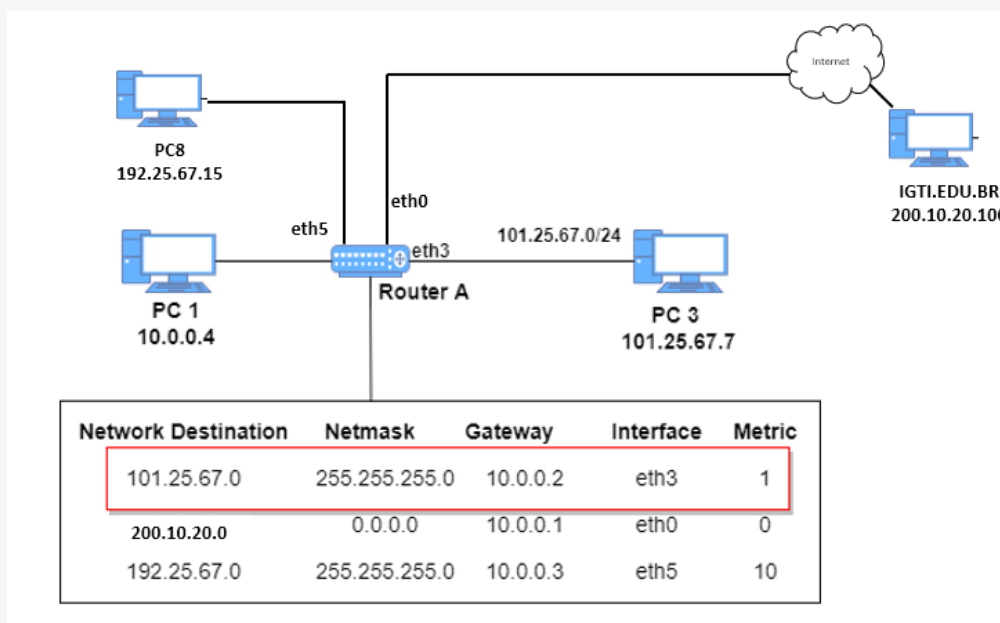 Internet
PC8
192.25.67.15
IGTI.EDU.BR
eth0
eth5
101.25.67.0/24
eth3
Router A
PC 1
10.0.0.4
PC 3
101.25.67.7
Network Destination Netmask Gateway Interface Metric
101.25.67.0 255.255.255.0 10.0.0.2 eth3 1
200.10.20.0 0.0.0.0 10.0.0.1 eth0 0
192.25.67.0 255.255.255.0 10.0.0.3 eth5 10